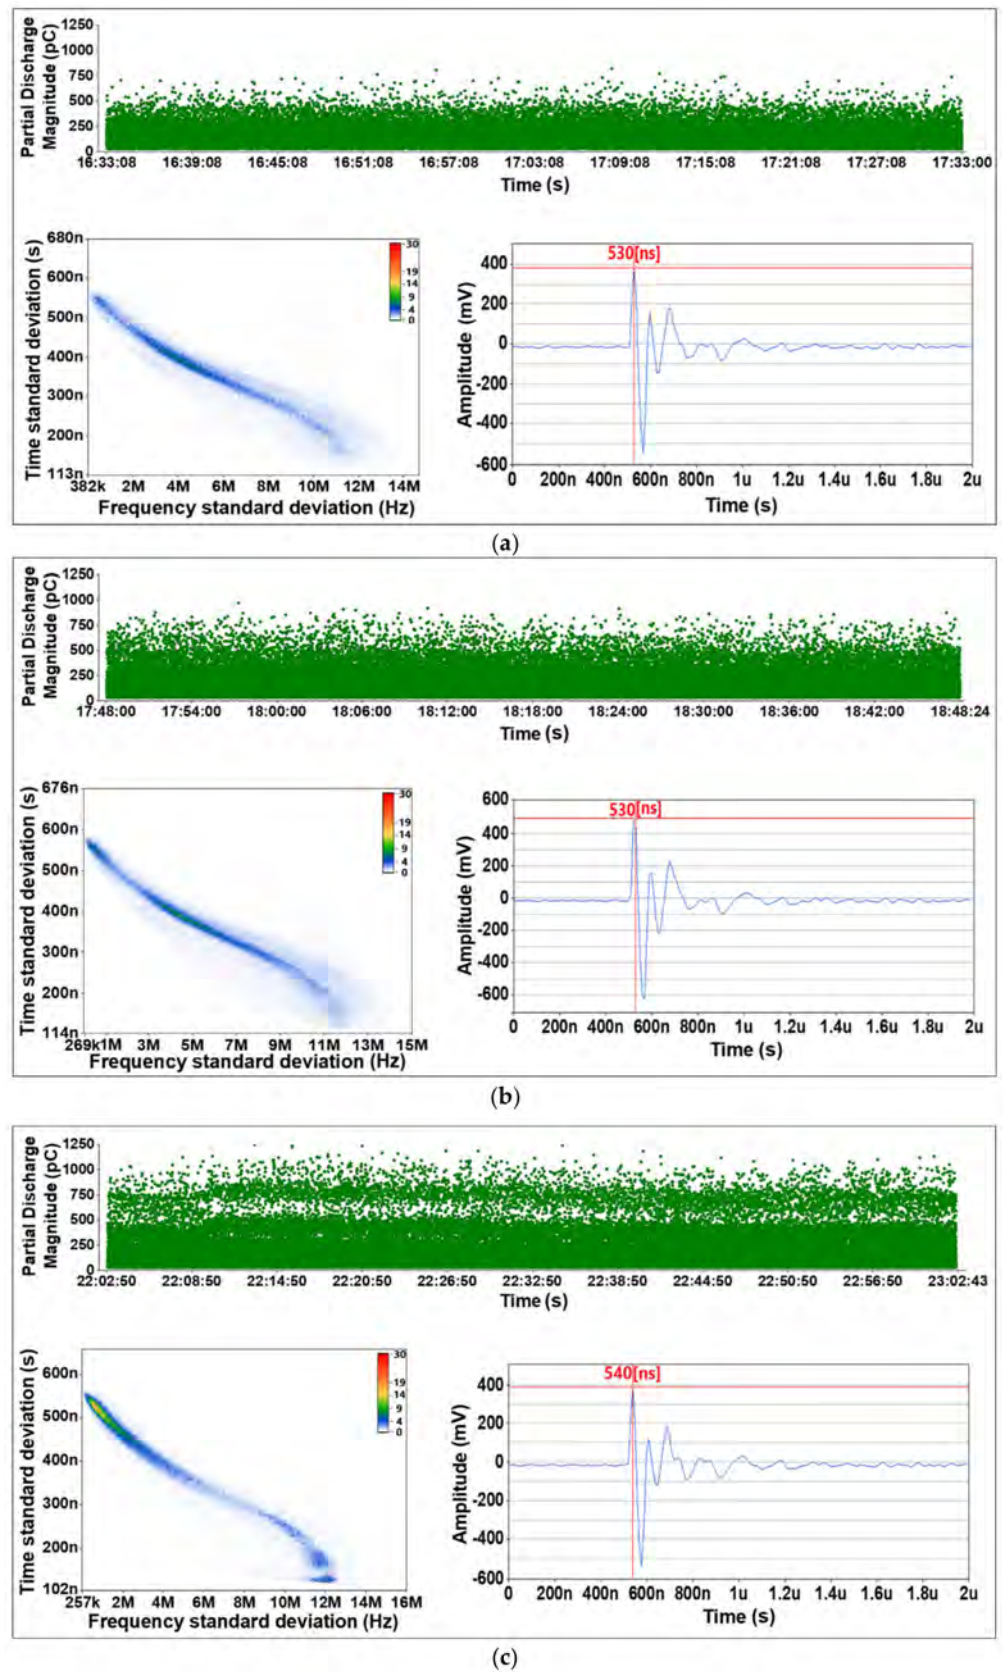 Partial Discharge
Magnitude (pC)
1250
1000
750
500
250
0
16:33:08 16:39:08 16:45:08 16:51:08 16:57:08 17:03:08 17:09:08 17:15:08 17:21:08 17:27:08 17:33:00
Time (s)
Time standard deviation (s)
680n
600n
500n
400n
300n
200n
113n
30
19
14
9
4
0
382k 2M 4M 6M 8M 10M 12M 14M
Frequency standard deviation (Hz)
530[ns]
Amplitude (mV)
400
200
0
-200
-400
-600
0 200n 400n 600n 800n 1u 1.2u 1.4u 1.6u 1.8u 2u
Time (s)
(a)
Partial Discharge
Magnitude (pC)
1250
1000
750
500
250
0
17:48:00 17:54:00 18:00:00 18:06:00 18:12:00 18:18:00 18:24:00 18:30:00 18:36:00 18:42:00 18:48:24
Time (s)
Time standard deviation (s)
676n
600n
500n
400n
300n
200n
114n
30
19
14
9
4
0
269k1M 3M 5M 7M 9M 11M 13M 15M
Frequency standard deviation (Hz)
530[ns]
Amplitude (mV)
600
400
200
0
-200
-400
-600
0 200n 400n 600n 800n 1u 1.2u 1.4u 1.6u 1.8u 2u
Time (s)
(b)
Partial Discharge
Magnitude (pC)
1250
1000
750
500
250
0
22:02:50 22:08:50 22:14:50 22:20:50 22:26:50 22:32:50 22:38:50 22:44:50 22:50:50 22:56:50 23:02:43
Time (s)
Time standard deviation (s)
600n
500n
400n
300n
200n
102n
30
19
14
9
4
0
257k 2M 4M 6M 8M 10M 12M 14M 16M
Frequency standard deviation (Hz)
540[ns]
Amplitude (mV)
400
200
0
-200
-400
-600
0 200n 400n 600n 800n 1u 1.2u 1.4u 1.6u 1.8u 2u
Time (s)
(c)